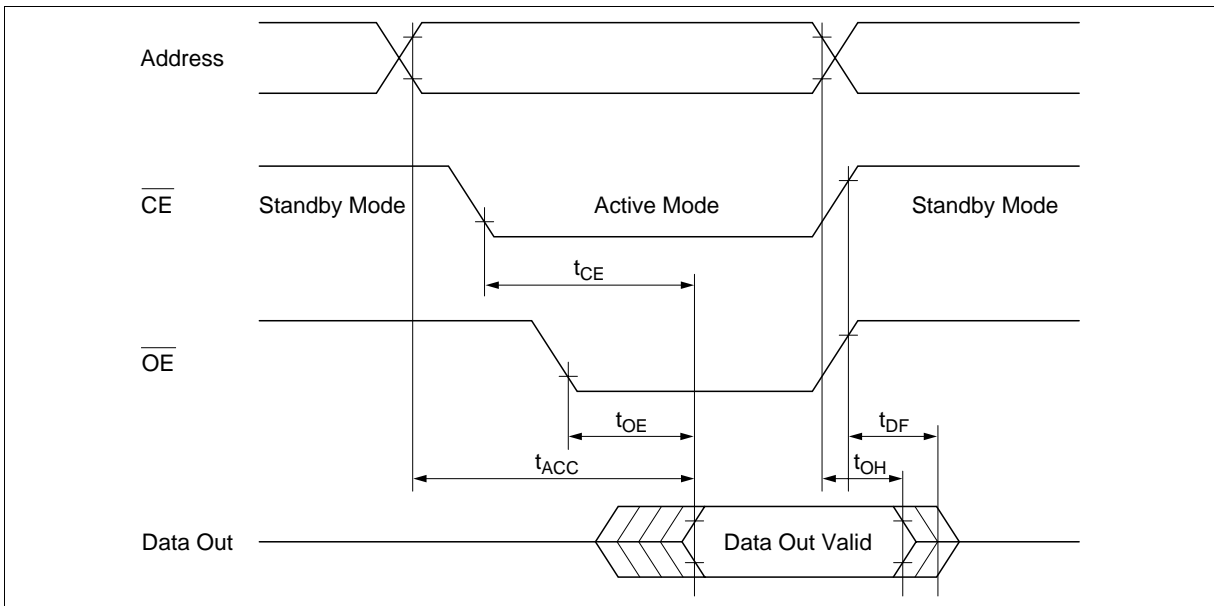 Address
CE
Standby Mode
Active Mode
Standby Mode
tCE
OE
tOE
tDF
tACC
tOH
Data Out
Data Out Valid